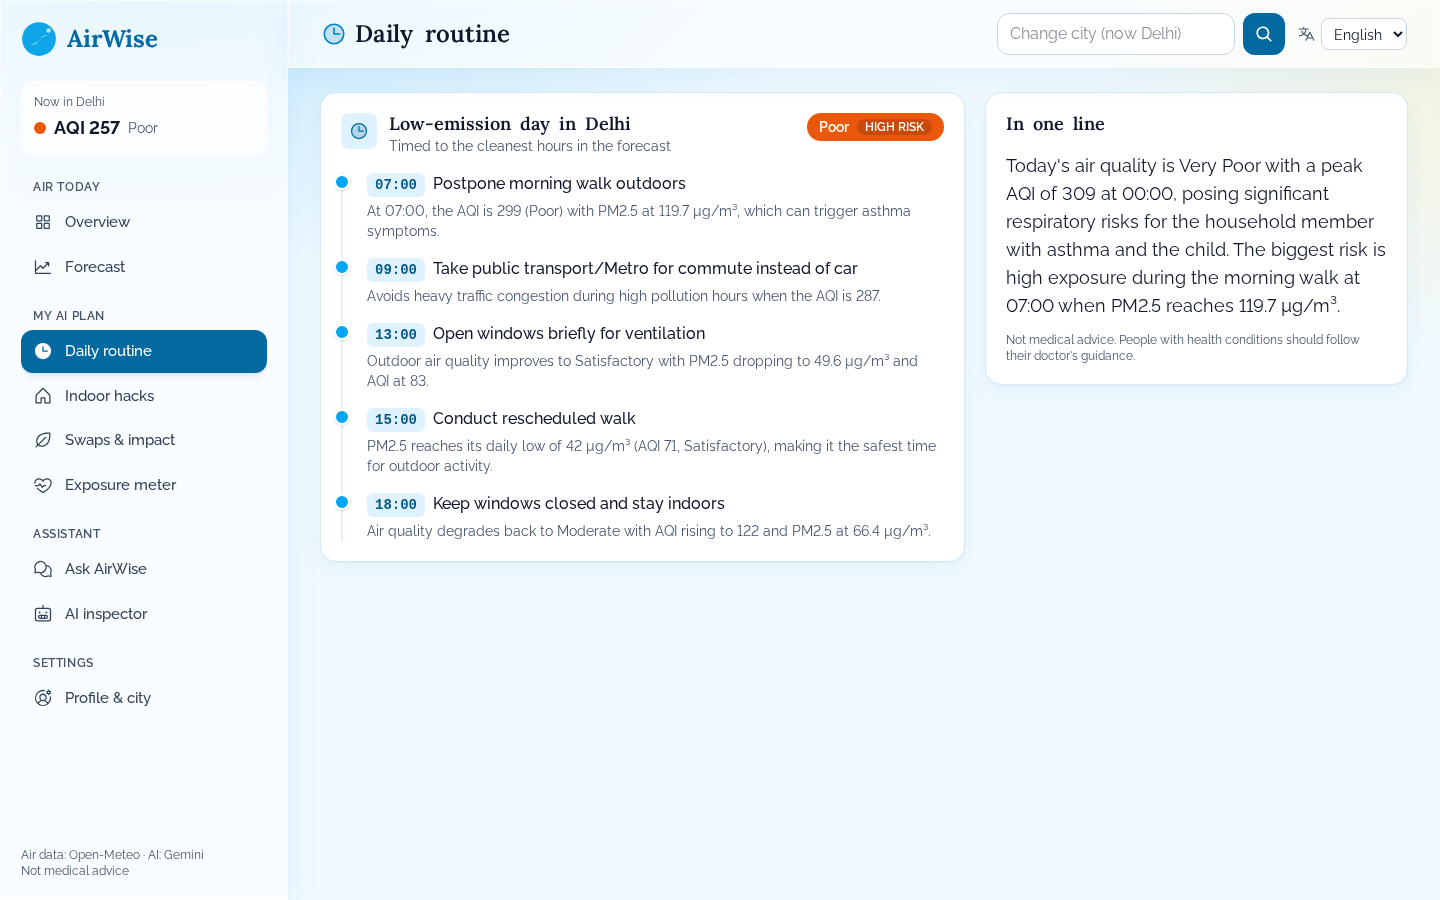 AirWise
Now in Delhi
AQI 257 Poor
AIR TODAY
Overview
Forecast
MY AI PLAN
Daily routine
Indoor hacks
Swaps & impact
Exposure meter
ASSISTANT
Ask AirWise
AI inspector
SETTINGS
Profile & city
Air data: Open-Meteo · AI: Gemini
Not medical advice
Daily routine
Change city (now Delhi)
English
Low-emission day in Delhi
Timed to the cleanest hours in the forecast
Poor HIGH RISK
07:00 Postpone morning walk outdoors
At 07:00, the AQI is 299 (Poor) with PM2.5 at 119.7 µg/m³, which can trigger asthma
symptoms.
09:00 Take public transport/Metro for commute instead of car
Avoids heavy traffic congestion during high pollution hours when the AQI is 287.
13:00 Open windows briefly for ventilation
Outdoor air quality improves to Satisfactory with PM2.5 dropping to 49.6 µg/m³ and
AQI at 83.
15:00 Conduct rescheduled walk
PM2.5 reaches its daily low of 42 µg/m³ (AQI 71, Satisfactory), making it the safest time
for outdoor activity.
18:00 Keep windows closed and stay indoors
Air quality degrades back to Moderate with AQI rising to 122 and PM2.5 at 66.4 µg/m³.
In one line
Today's air quality is Very Poor with a peak
AQI of 309 at 00:00, posing significant
respiratory risks for the household member
with asthma and the child. The biggest risk is
high exposure during the morning walk at
07:00 when PM2.5 reaches 119.7 µg/m³.
Not medical advice. People with health conditions should follow
their doctor's guidance.